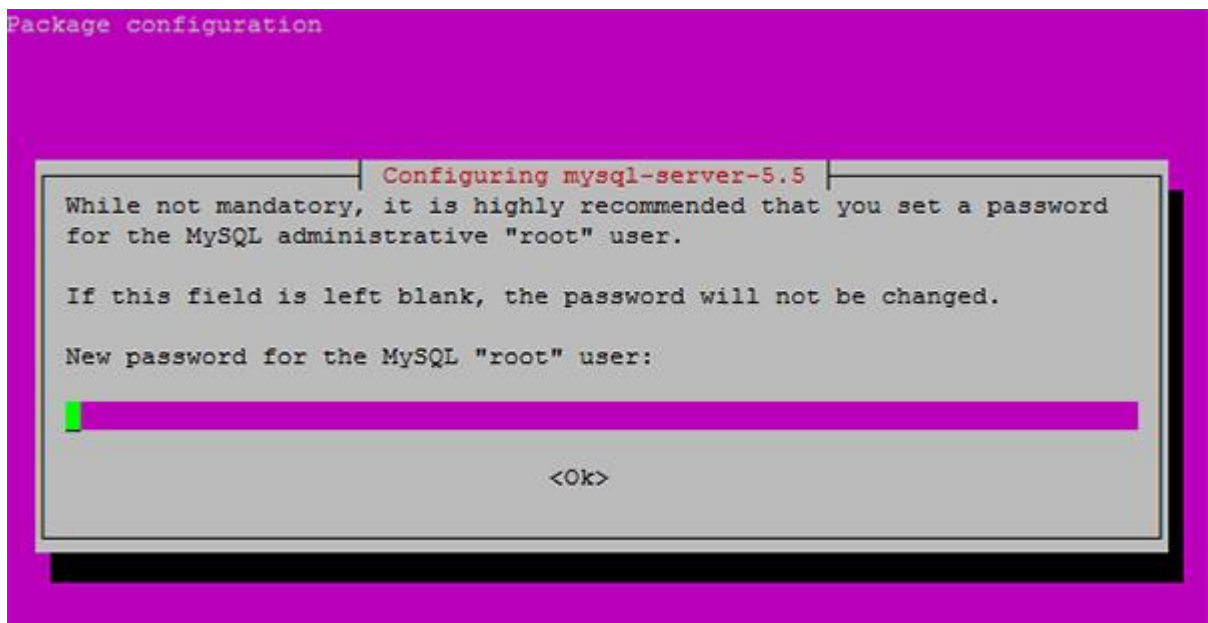 Package configuration
Configuring mysql-server-5.5
While not mandatory, it is highly recommended that you set a password
for the MySQL administrative "root" user.
If this field is left blank, the password will not be changed.
New password for the MySQL "root" user:
<Ok>